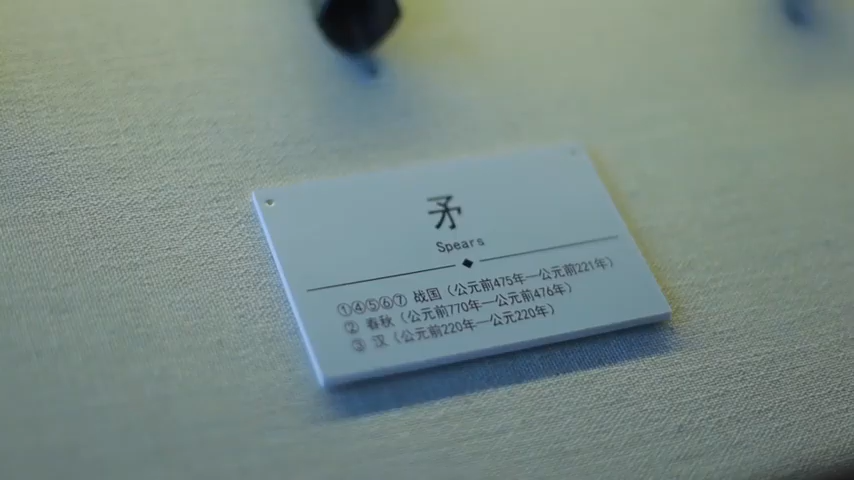 矛
Spears
①④⑤⑥⑦ 战国（公元前475年—公元前221年）
② 春秋（公元前770年—公元前476年）
③ 汉（公元前220年—公元220年）